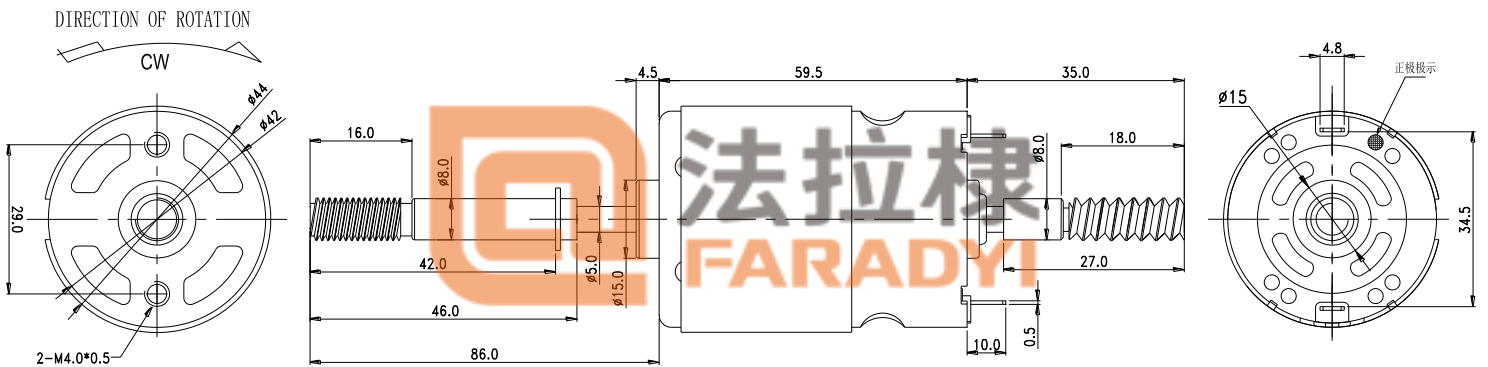 DIRECTION OF ROTATION
CW
ø44
ø42
29.0
2-M4.0*0.5
16.0
ø8.0
42.0
46.0
86.0
ø5.0
ø15.0
4.5
59.5
35.0
ø8.0
18.0
27.0
10.0
0.5
法拉棣
FARADYI
4.8
正极极示
ø15
34.5